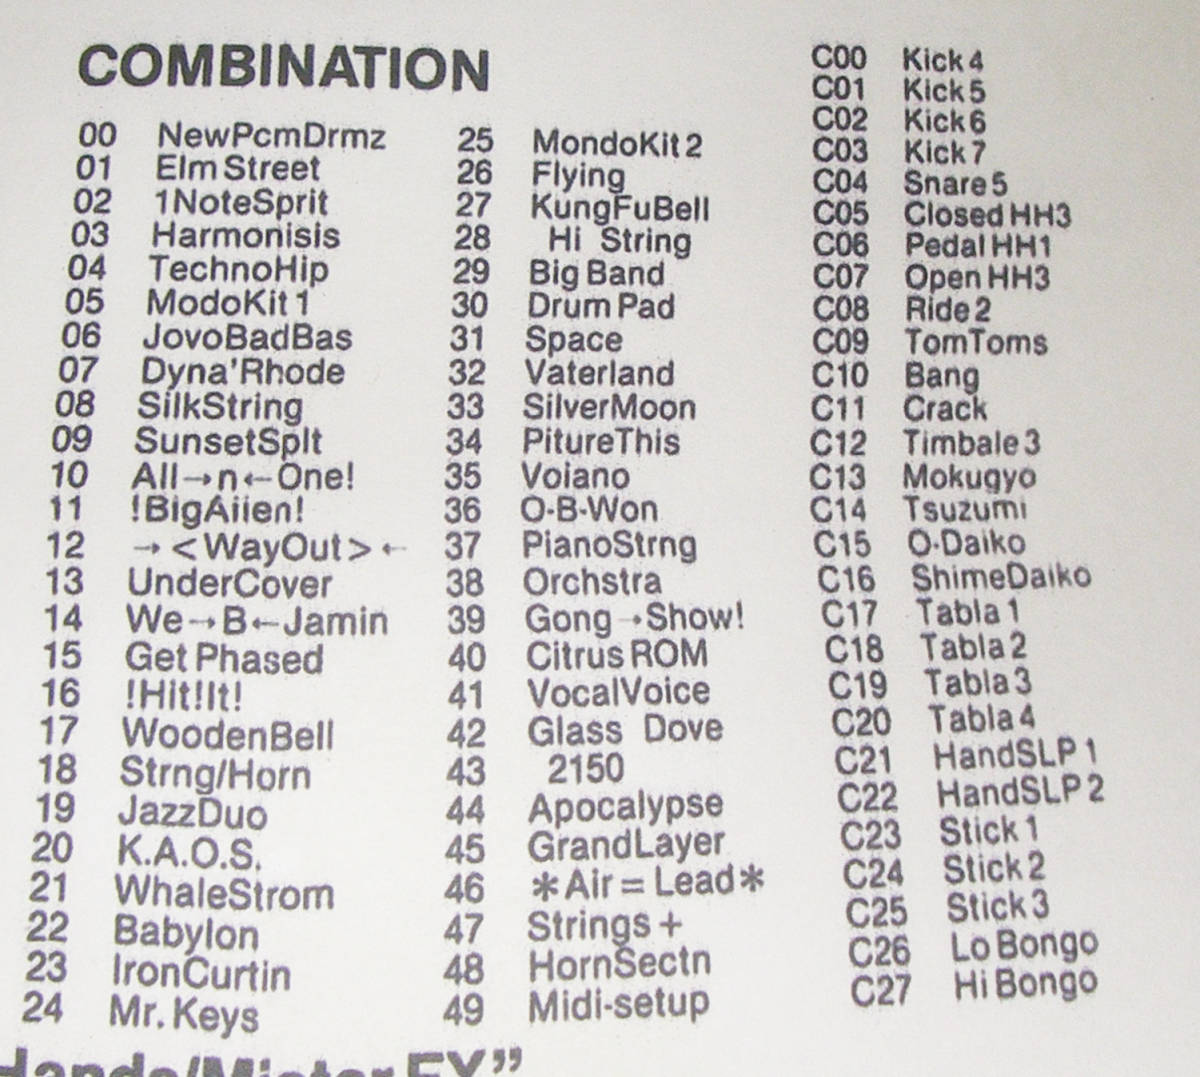 COMBINATION
00 NewPcmDrmz
01 Elm Street
02 1NoteSprit
03 Harmonisis
04 TechnoHip
05 ModoKit 1
06 JovoBadBas
07 Dyna'Rhode
08 SilkString
09 SunsetSplt
10 All→n←One!
11 !BigAiien!
12 →<WayOut>←
13 UnderCover
14 We→B←Jamin
15 Get Phased
16 !Hit!It!
17 WoodenBell
18 Strng/Horn
19 JazzDuo
20 K.A.O.S.
21 WhaleStrom
22 Babylon
23 IronCurtin
24 Mr. Keys
25 MondoKit 2
26 Flying
27 KungFuBell
28 Hi String
29 Big Band
30 Drum Pad
31 Space
32 Vaterland
33 SilverMoon
34 PitureThis
35 Voiano
36 O-B-Won
37 PianoStrng
38 Orchstra
39 Gong→Show!
40 Citrus ROM
41 VocalVoice
42 Glass Dove
43 2150
44 Apocalypse
45 GrandLayer
46 *Air=Lead*
47 Strings+
48 HornSectn
49 Midi-setup
C00 Kick 4
C01 Kick 5
C02 Kick 6
C03 Kick 7
C04 Snare 5
C05 Closed HH3
C06 Pedal HH1
C07 Open HH3
C08 Ride 2
C09 TomToms
C10 Bang
C11 Crack
C12 Timbale 3
C13 Mokugyo
C14 Tsuzumi
C15 O-Daiko
C16 ShimeDaiko
C17 Tabla 1
C18 Tabla 2
C19 Tabla 3
C20 Tabla 4
C21 HandSLP 1
C22 HandSLP 2
C23 Stick 1
C24 Stick 2
C25 Stick 3
C26 Lo Bongo
C27 Hi Bongo
FX"